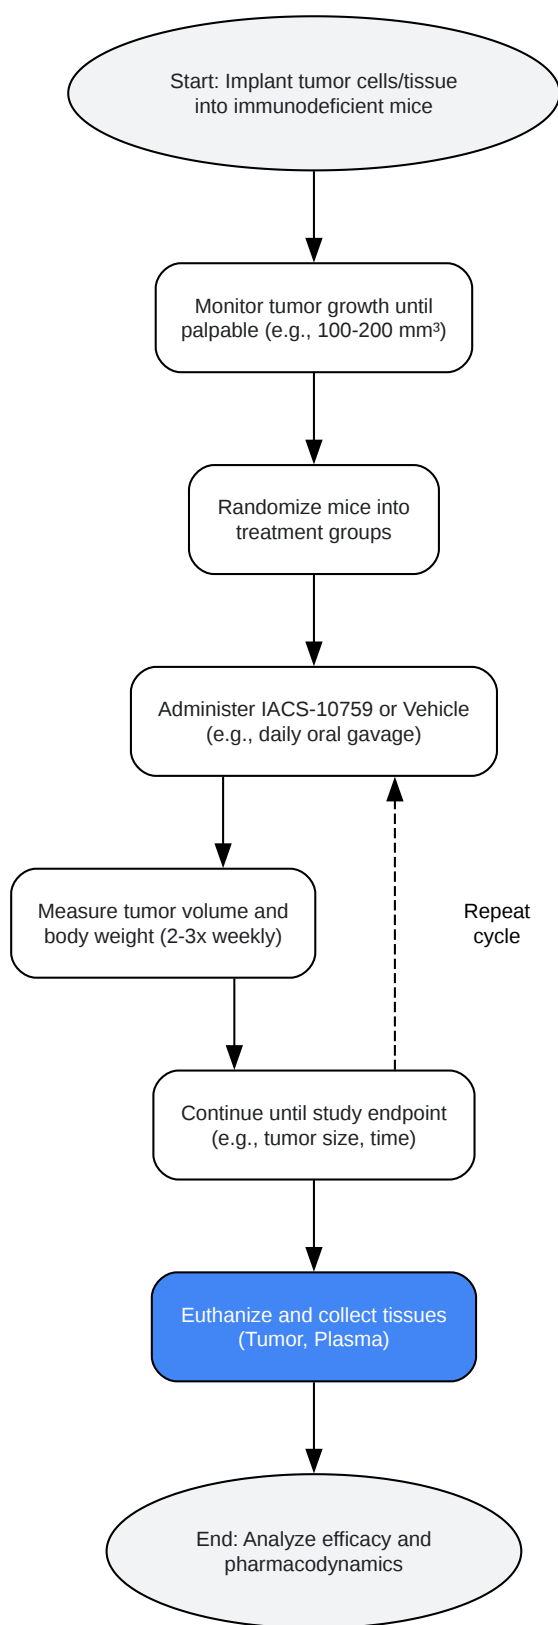 Start: Implant tumor cells/tissue
into immunodeficient mice
Monitor tumor growth until
palpable (e.g., 100-200 mm³)
Randomize mice into
treatment groups
Administer IACS-10759 or Vehicle
(e.g., daily oral gavage)
Measure tumor volume and
body weight (2-3x weekly)
Repeat
cycle
Continue until study endpoint
(e.g., tumor size, time)
Euthanize and collect tissues
(Tumor, Plasma)
End: Analyze efficacy and
pharmacodynamics